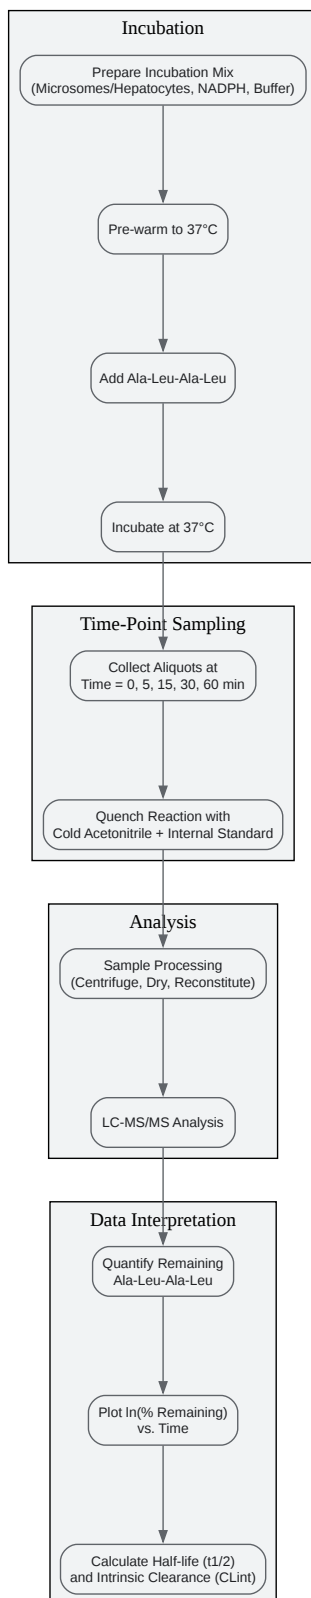 Incubation
Prepare Incubation Mix
(Microsomes/Hepatocytes, NADPH, Buffer)
Pre-warm to 37°C
Add Ala-Leu-Ala-Leu
Incubate at 37°C
Time-Point Sampling
Collect Aliquots at
Time = 0, 5, 15, 30, 60 min
Quench Reaction with
Cold Acetonitrile + Internal Standard
Analysis
Sample Processing
(Centrifuge, Dry, Reconstitute)
LC-MS/MS Analysis
Data Interpretation
Quantify Remaining
Ala-Leu-Ala-Leu
Plot ln(% Remaining)
vs. Time
Calculate Half-life (t1/2)
and Intrinsic Clearance (CLint)